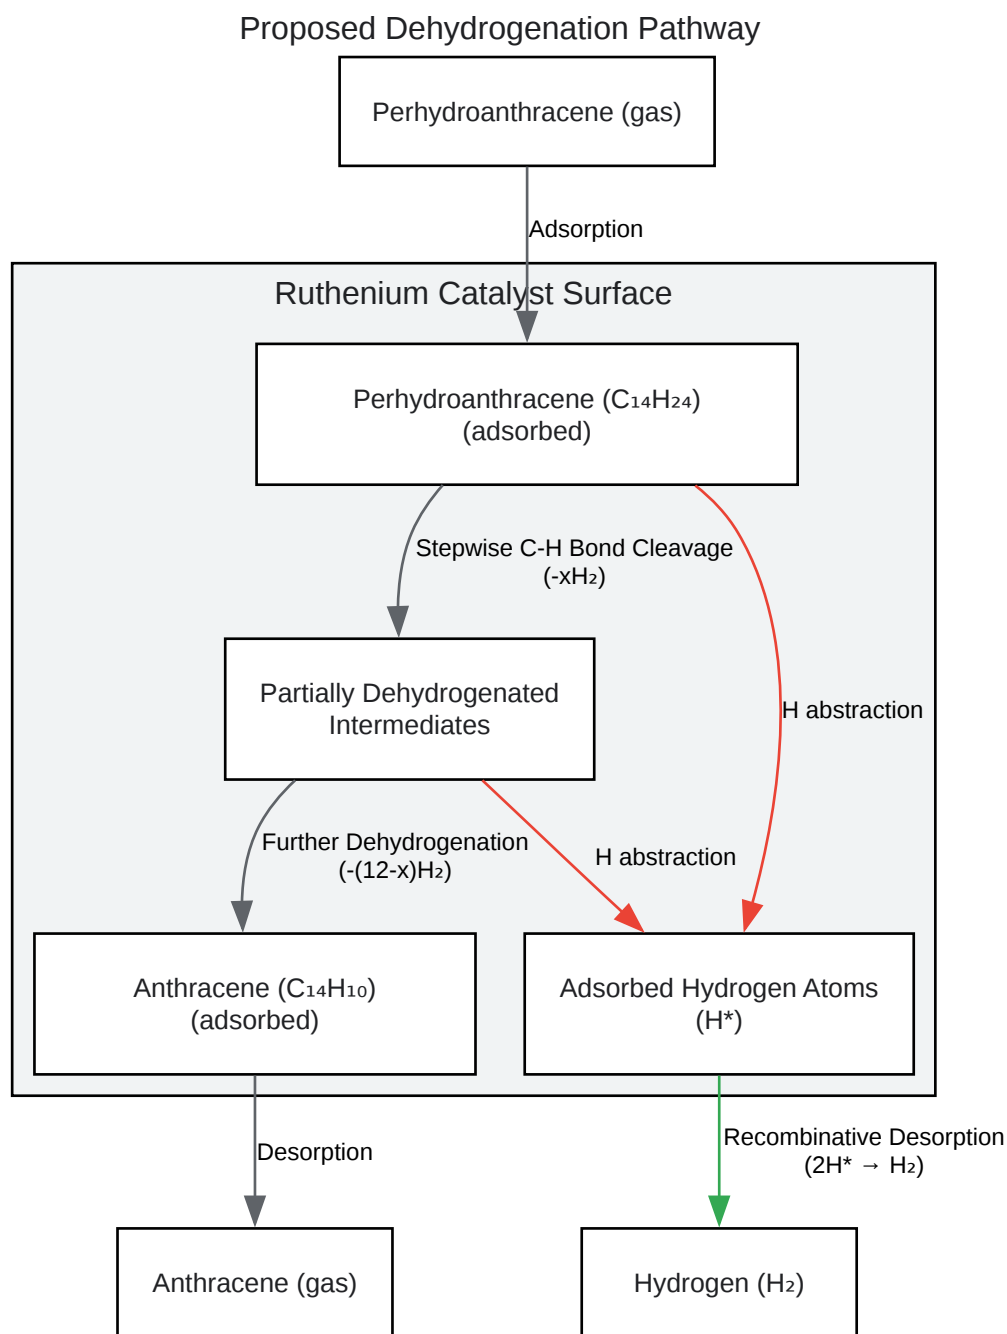 Proposed Dehydrogenation Pathway
Perhydroanthracene (gas)
Adsorption
Ruthenium Catalyst Surface
Perhydroanthracene (C₁₄H₂₄)
(adsorbed)
Stepwise C-H Bond Cleavage
(-xH₂)
Partially Dehydrogenated
Intermediates
H abstraction
Further Dehydrogenation
(-(12-x)H₂)
H abstraction
Anthracene (C₁₄H₁₀)
(adsorbed)
Adsorbed Hydrogen Atoms
(H*)
Desorption
Recombinative Desorption
(2H* → H₂)
Anthracene (gas)
Hydrogen (H₂)